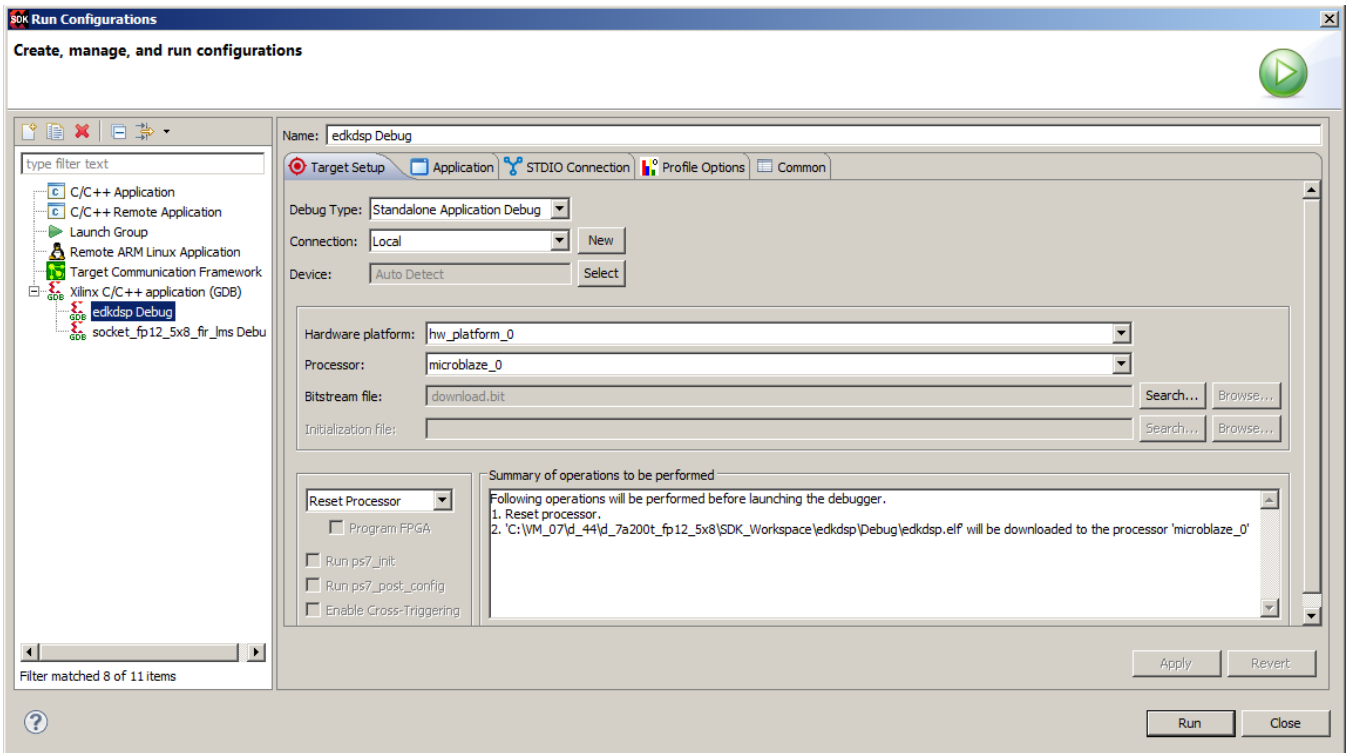 SDK Run Configurations
Create, manage, and run configurations
type filter text
C/C++ Application
C/C++ Remote Application
Launch Group
Remote ARM Linux Application
Target Communication Framework
GDB Xilinx C/C++ application (GDB)
GDB edkdsp Debug
GDB socket_fp12_5x8_fir_lms Debu
Filter matched 8 of 11 items
Name: edkdsp Debug
Target Setup Application STDIO Connection Profile Options Common
Debug Type: Standalone Application Debug
Connection: Local New
Device: Auto Detect Select
Hardware platform: hw_platform_0
Processor: microblaze_0
Bitstream file: download.bit Search... Browse...
Initialization file: Search... Browse...
Reset Processor
Program FPGA
Run ps7_init
Run ps7_post_config
Enable Cross-Triggering
Summary of operations to be performed
Following operations will be performed before launching the debugger.
1. Reset processor.
2. 'C:\VM_07\d_44\d_7a200t_fp12_5x8\SDK_Workspace\edkdsp\Debug\edkdsp.elf' will be downloaded to the processor 'microblaze_0'
Apply Revert
? Run Close